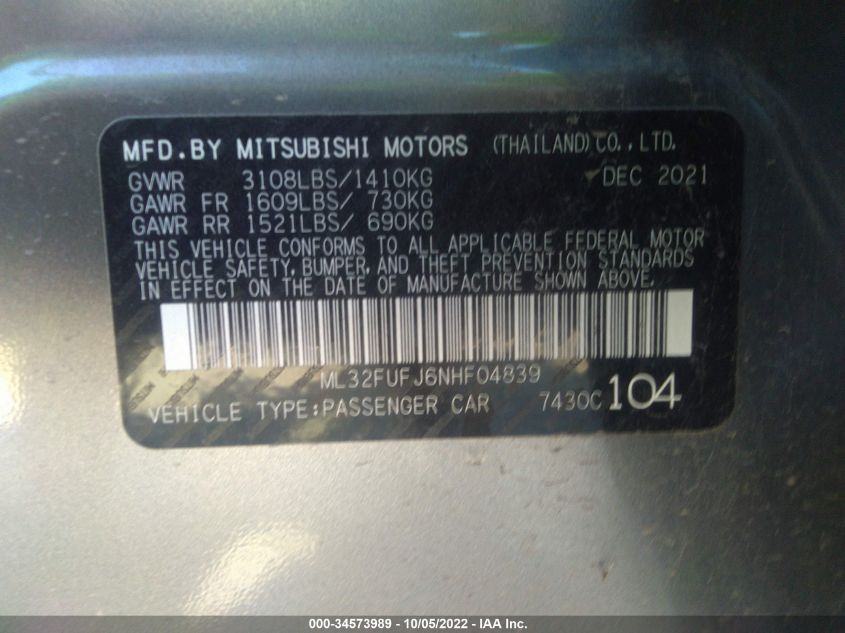 MFD.BY MITSUBISHI MOTORS (THAILAND)CO.,LTD.
GVWR 3108LBS/1410KG DEC 2021
GAWR FR 1609LBS/ 730KG
GAWR RR 1521LBS/ 690KG
THIS VEHICLE CONFORMS TO ALL APPLICABLE FEDERAL MOTOR
VEHICLE SAFETY, BUMPER, AND THEFT PREVENTION STANDARDS
IN EFFECT ON THE DATE OF MANUFACTURE SHOWN ABOVE.
ML32FUFJ6NHF04839
VEHICLE TYPE:PASSENGER CAR 7430C 104
000-34573989 - 10/05/2022 - IAA Inc.